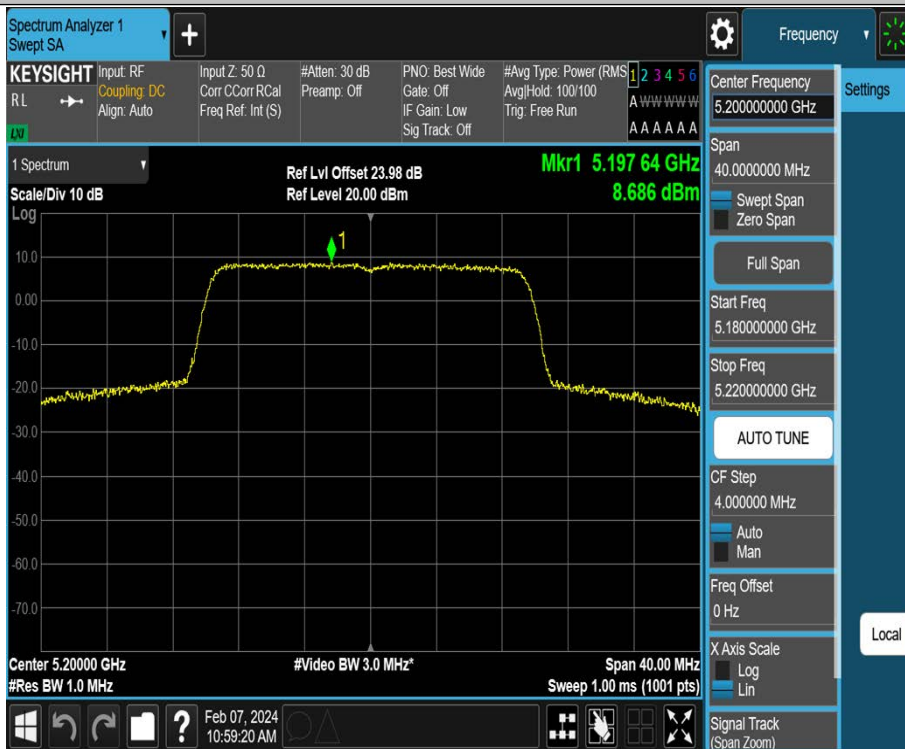 Spectrum Analyzer 1
Swept SA
+
Frequency
KEYSIGHT
RL
LXI
Input: RF
Coupling: DC
Align: Auto
Input Z: 50 Ω
Corr CCorr RCal
Freq Ref: Int (S)
#Atten: 30 dB
Preamp: Off
PNO: Best Wide
Gate: Off
IF Gain: Low
Sig Track: Off
#Avg Type: Power (RMS
Avg|Hold: 100/100
Trig: Free Run
1 2 3 4 5 6
A W W W W W
A A A A A A
1 Spectrum
Scale/Div 10 dB
Log
Ref Lvl Offset 23.98 dB
Ref Level 20.00 dBm
Mkr1 5.197 64 GHz
8.686 dBm
1
10.0
0.00
-10.0
-20.0
-30.0
-40.0
-50.0
-60.0
-70.0
Center 5.20000 GHz
#Res BW 1.0 MHz
#Video BW 3.0 MHz*
Span 40.00 MHz
Sweep 1.00 ms (1001 pts)
?
Feb 07, 2024
10:59:20 AM
Center Frequency
5.200000000 GHz
Span
40.0000000 MHz
Swept Span
Zero Span
Full Span
Start Freq
5.180000000 GHz
Stop Freq
5.220000000 GHz
AUTO TUNE
CF Step
4.000000 MHz
Auto
Man
Freq Offset
0 Hz
X Axis Scale
Log
Lin
Signal Track
(Span Zoom)
Settings
Local